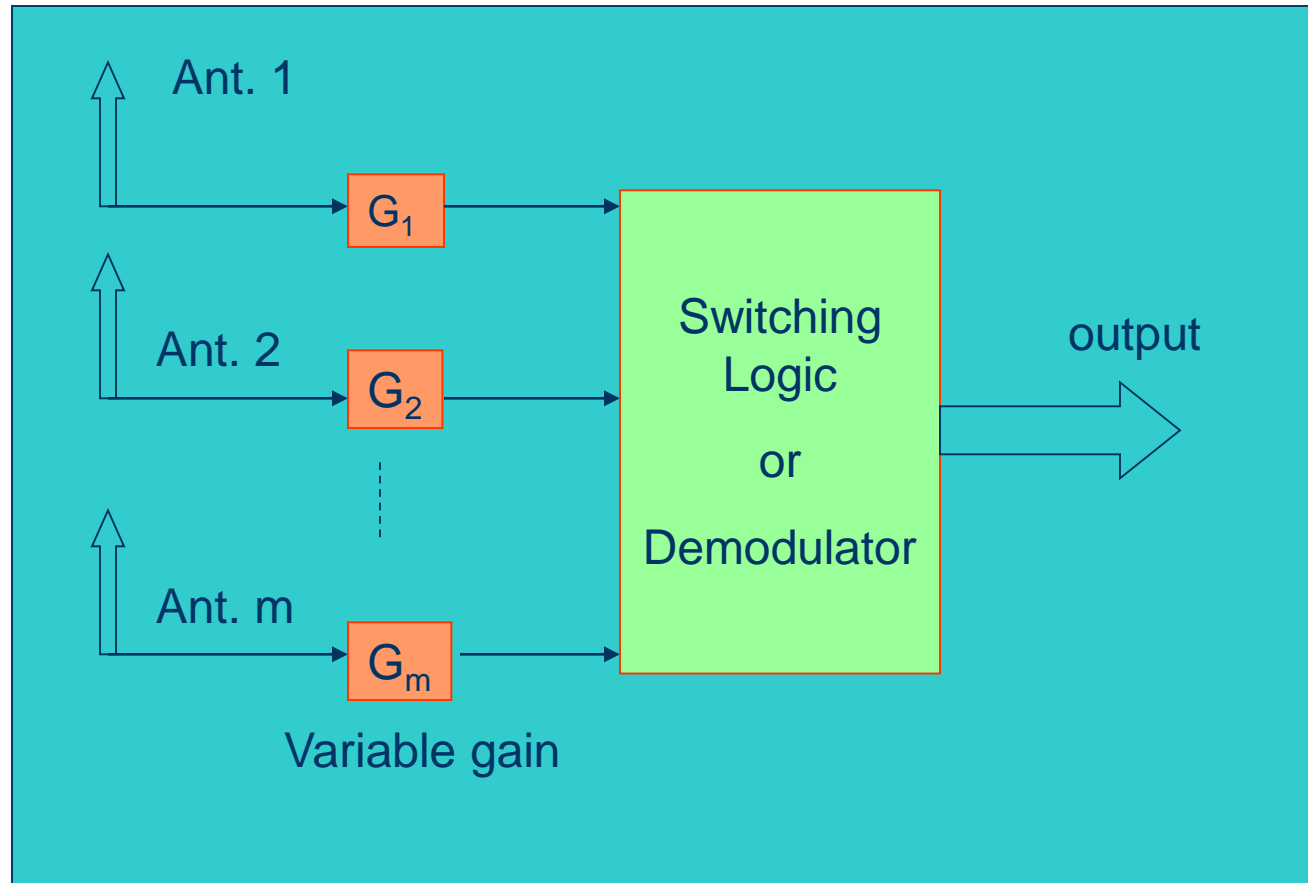 Ant. 1
G₁
Ant. 2
G₂
Switching
Logic
or
Demodulator
output
Ant. m
Gₘ
Variable gain